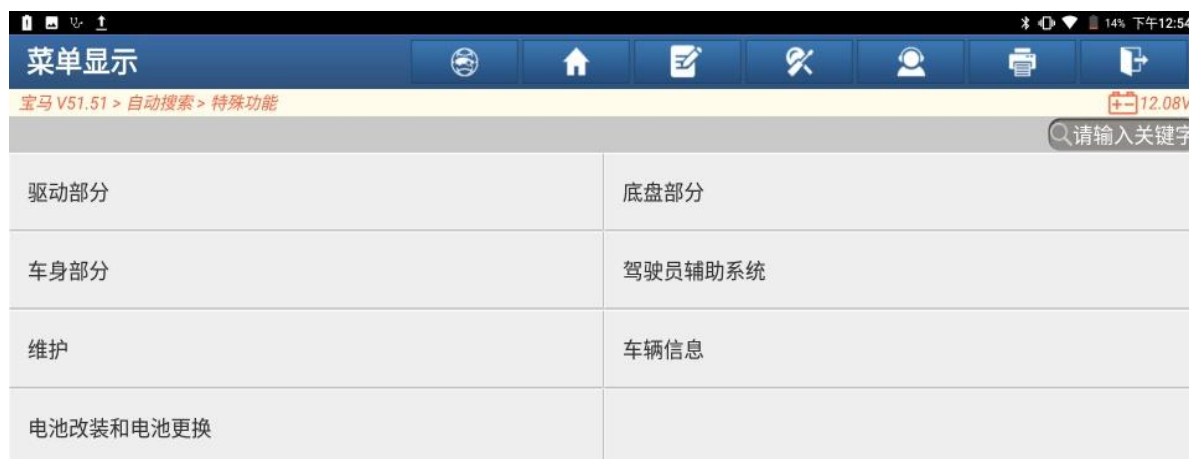 14% 下午12:54
菜单显示
宝马 V51.51 > 自动搜索 > 特殊功能
12.08V
请输入关键字
驱动部分
底盘部分
车身部分
驾驶员辅助系统
维护
车辆信息
电池改装和电池更换